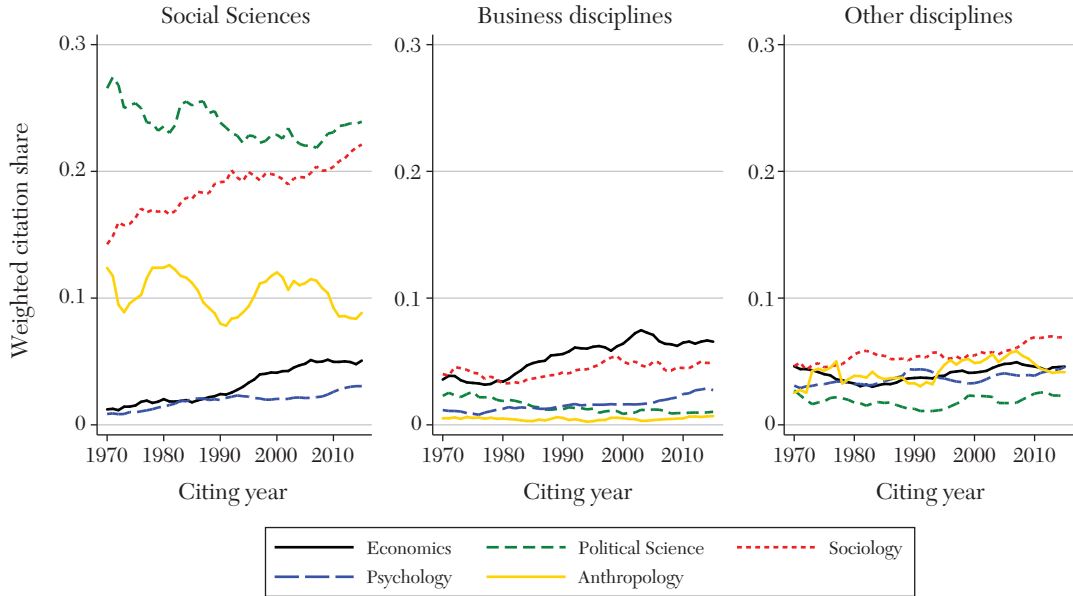 Social Sciences
Business disciplines
Other disciplines
Weighted citation share
0.3
0.2
0.1
0
1970 1980 1990 2000 2010
Citing year
0.3
0.2
0.1
0
1970 1980 1990 2000 2010
Citing year
0.3
0.2
0.1
0
1970 1980 1990 2000 2010
Citing year
Economics Political Science Sociology
Psychology Anthropology